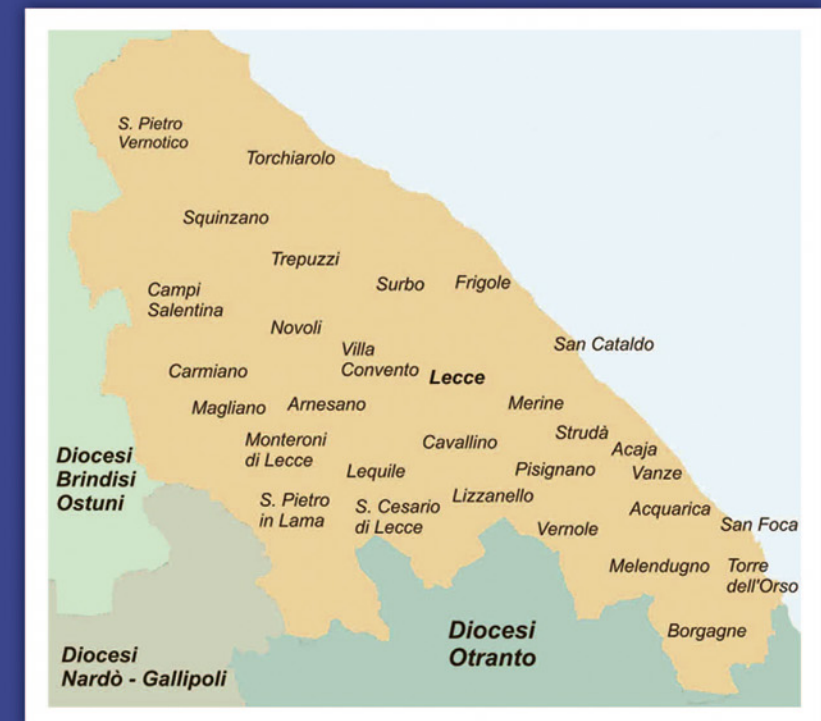 S. Pietro
Vernotico
Torchiarolo
Squinzano
Trepuzzi
Surbo
Frigole
Campi
Salentina
Novoli
San Cataldo
Villa
Convento
Lecce
Carmiano
Magliano
Arnesano
Merine
Strudà
Acaja
Monteroni
di Lecce
Cavallino
Pisignano
Vanze
Lequile
Diocesi
Brindisi
Ostuni
S. Pietro
in Lama
S. Cesario
di Lecce
Lizzanello
Vernole
Acquarica
San Foca
Melendugno
Torre
dell'Orso
Borgagne
Diocesi
Otranto
Diocesi
Nardò - Gallipoli